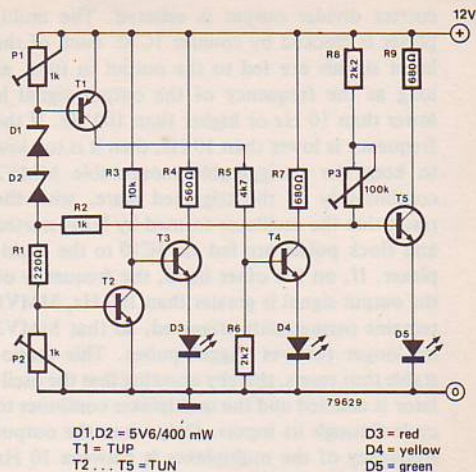 12V
P1
1k
T1
R8
2k2
R9
680Ω
D1
D2
R3
R4
560Ω
R5
4k7
R7
680Ω
P3
100k
T5
R2
1k
T3
T4
R1
220Ω
T2
P2
1k
D3
R6
2k2
D4
D5
0
79629
D1,D2 = 5V6/400 mW
T1 = TUP
T2 . . . T5 = TUN
D3 = red
D4 = yellow
D5 = green